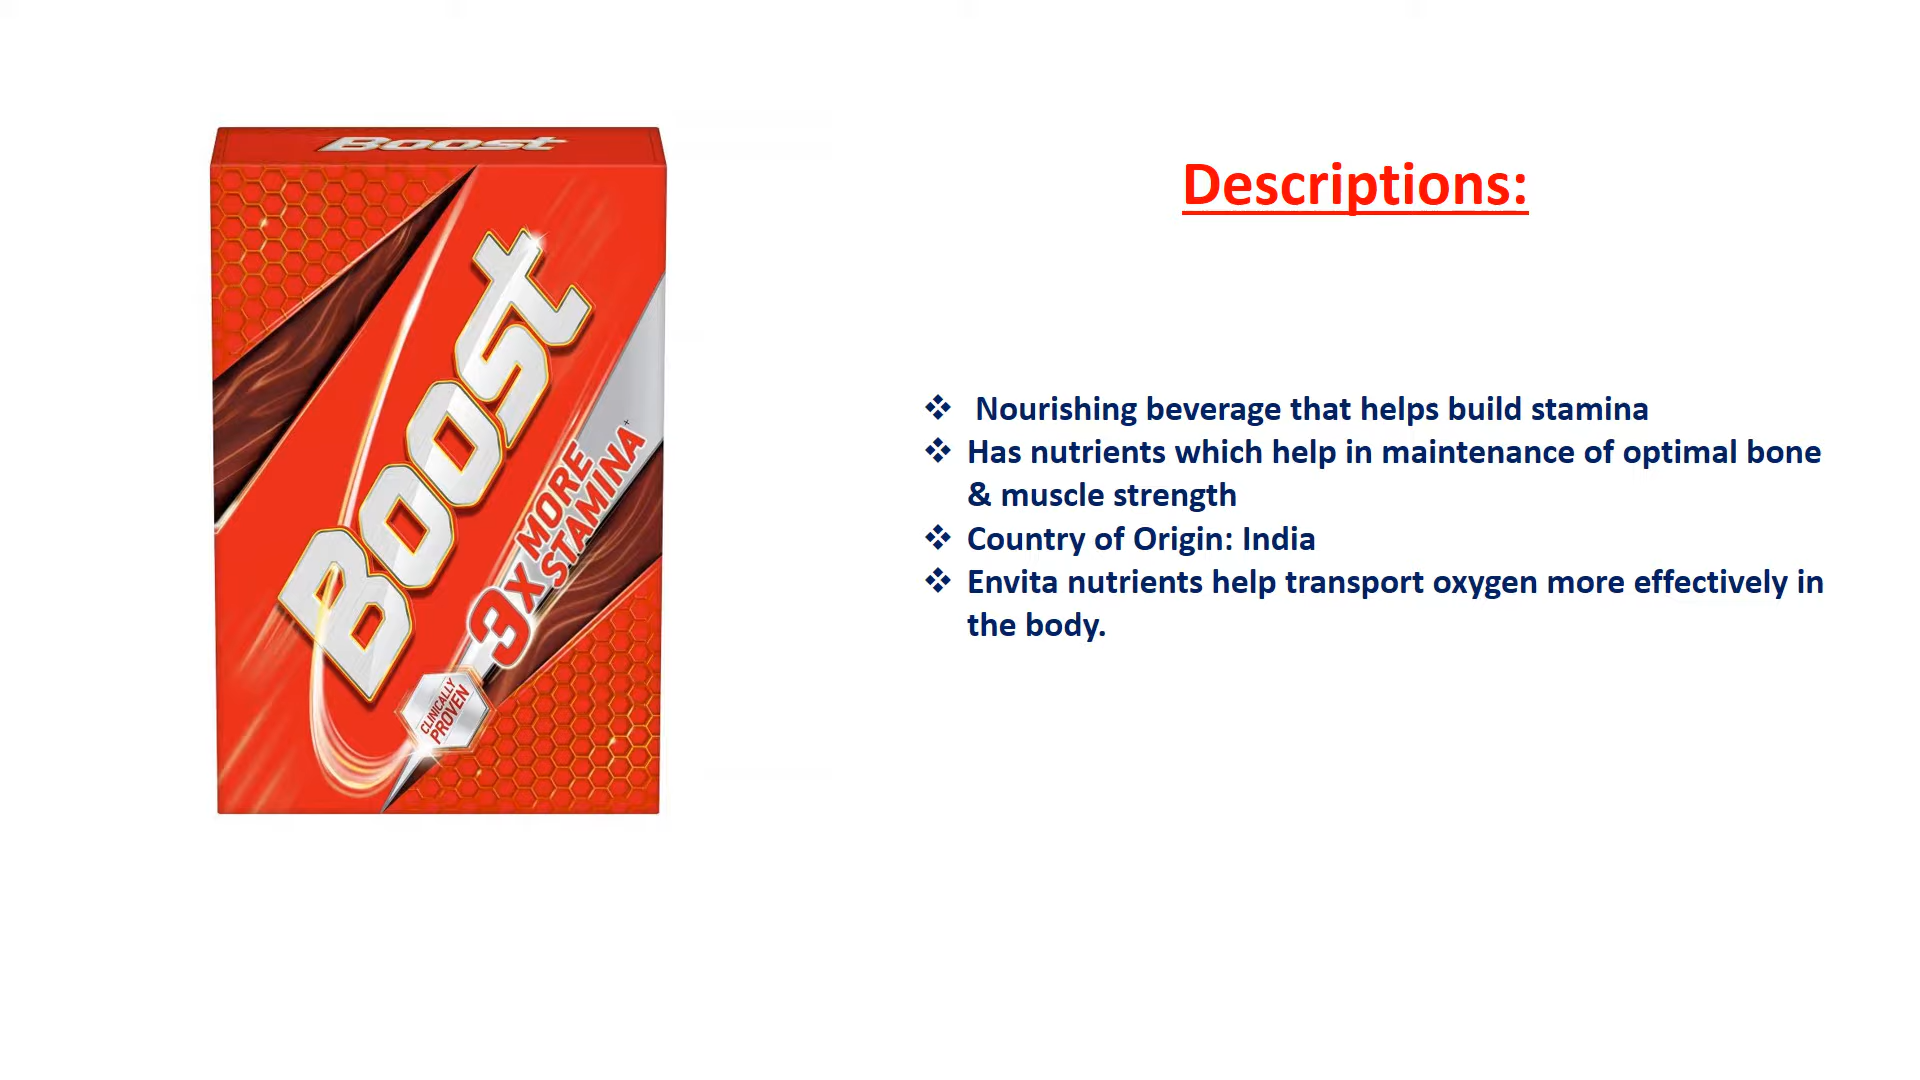 Boost
Boost
3X MORE
STAMINA+
CLINICALLY
PROVEN
Descriptions:
❖ Nourishing beverage that helps build stamina
❖ Has nutrients which help in maintenance of optimal bone
& muscle strength
❖ Country of Origin: India
❖ Envita nutrients help transport oxygen more effectively in
the body.